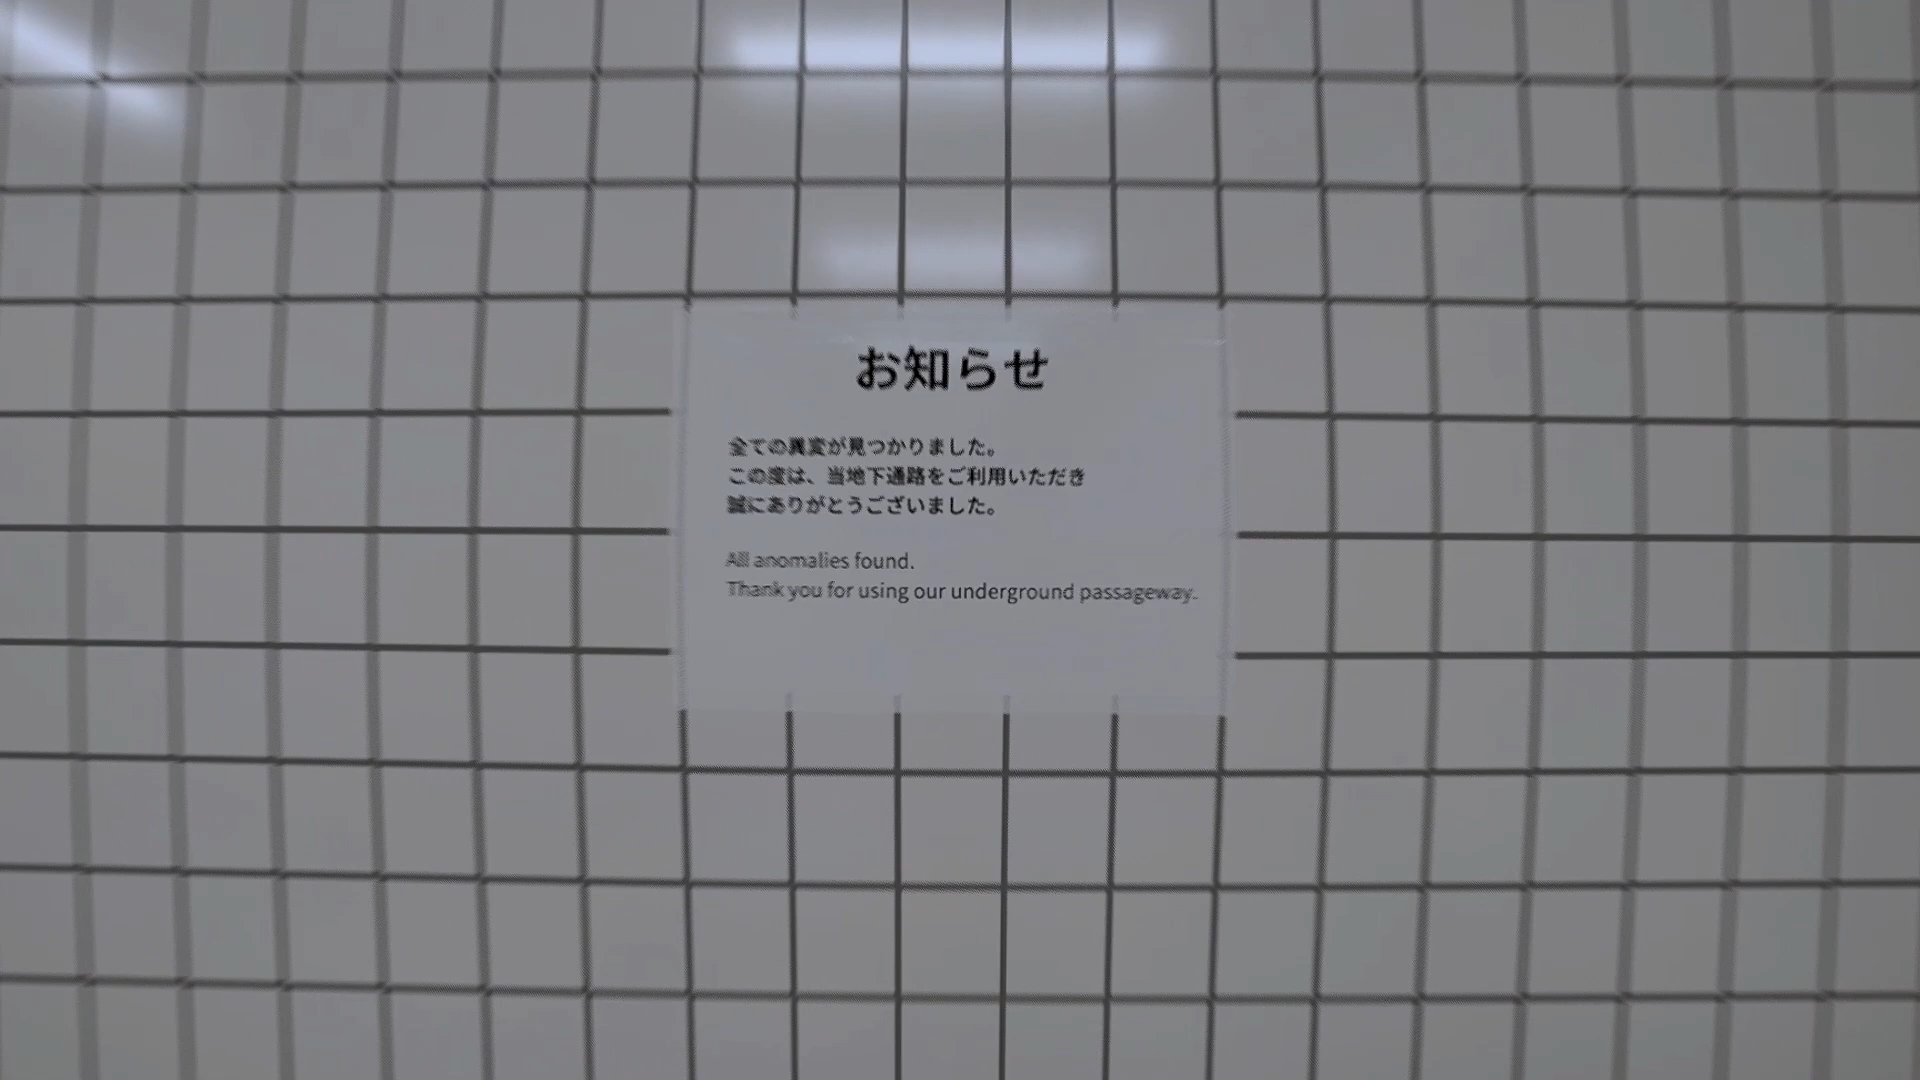 お知らせ
全ての異変が見つかりました。
この度は、当地下通路をご利用いただき
誠にありがとうございました。
All anomalies found.
Thank you for using our underground passageway.